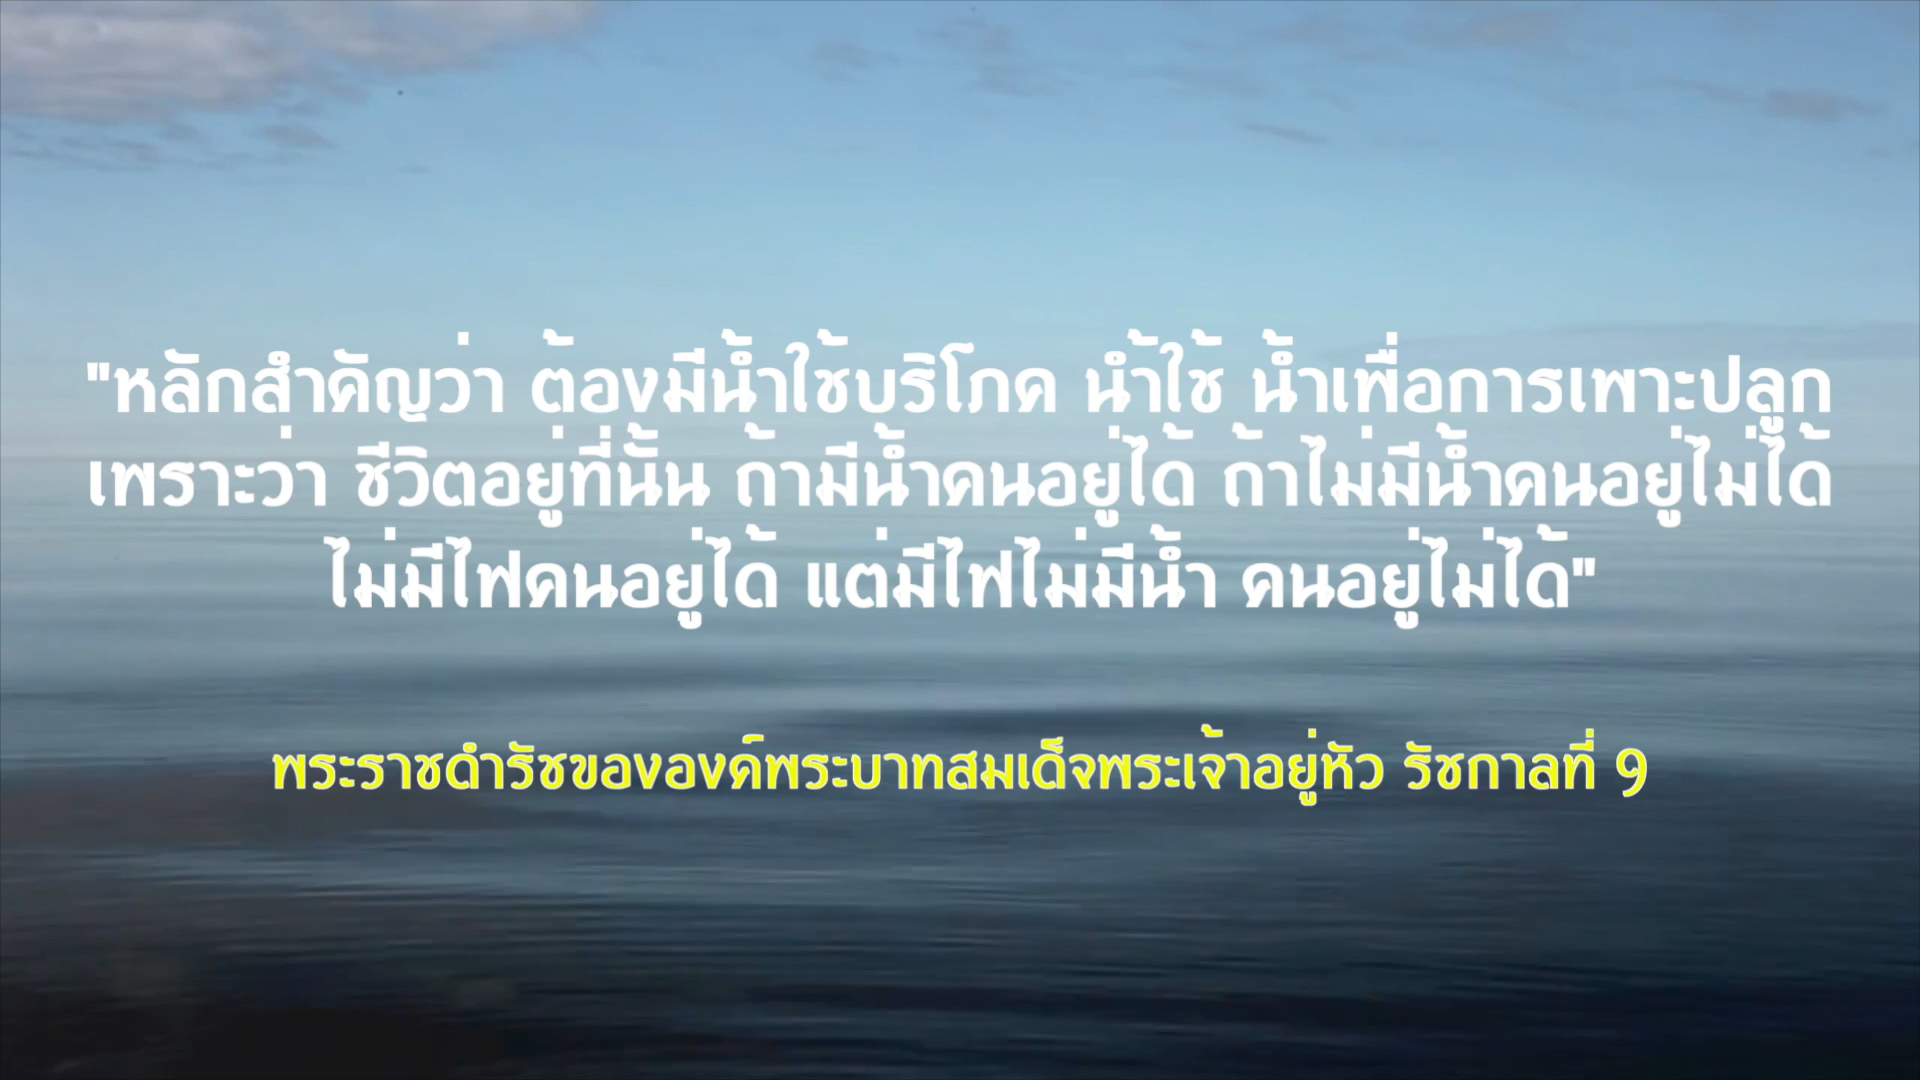 "หลักสำคัญว่า ต้องมีน้ำใช้บริโภค น้ำใช้ น้ำเพื่อการเพาะปลูก
เพราะว่า ชีวิตอยู่ที่นั้น ถ้ามีน้ำคนอยู่ได้ ถ้าไม่มีน้ำคนอยู่ไม่ได้
ไม่มีไฟคนอยู่ได้ แต่มีไฟไม่มีน้ำ คนอยู่ไม่ได้"
พระราชดำรัชขององค์พระบาทสมเด็จพระเจ้าอยู่หัว รัชกาลที่ 9